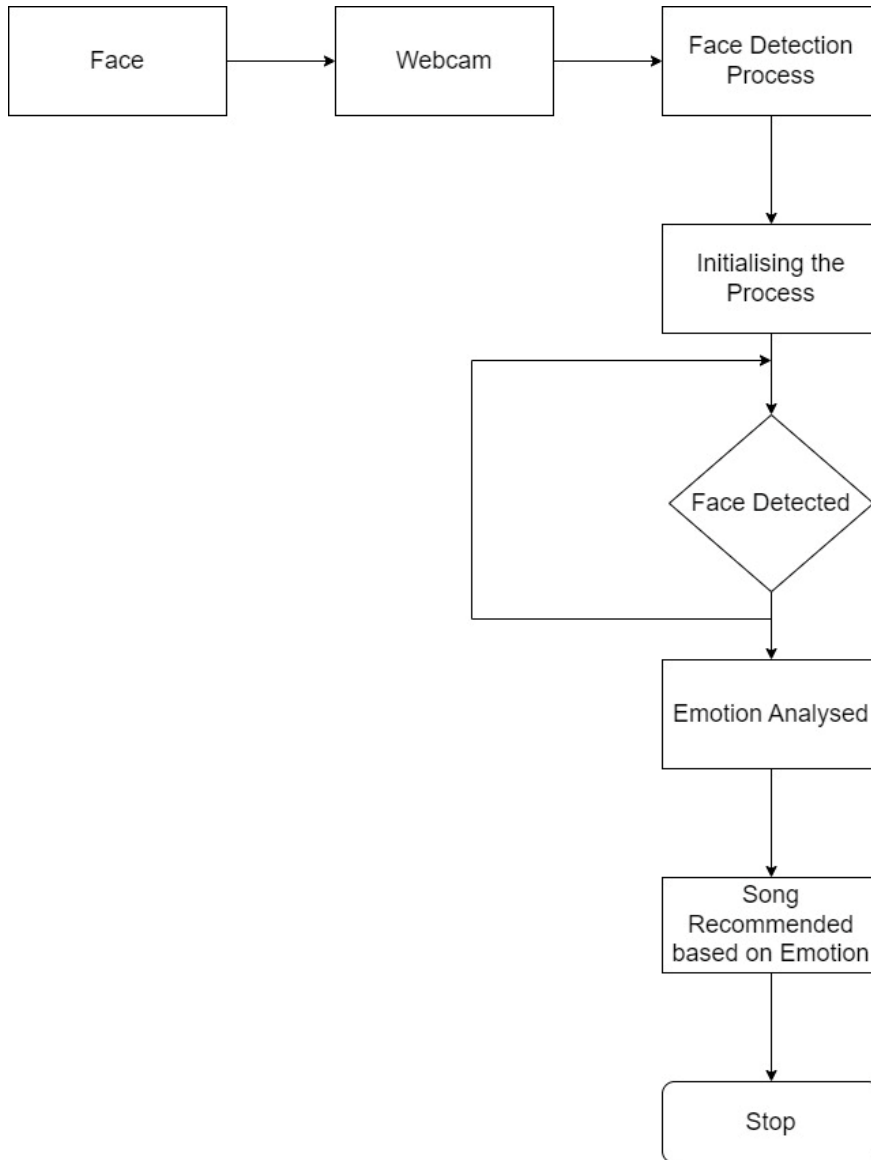 Face
Webcam
Face Detection
Process
Initialising the
Process
Face Detected
Emotion Analysed
Song
Recommended
based on Emotion
Stop